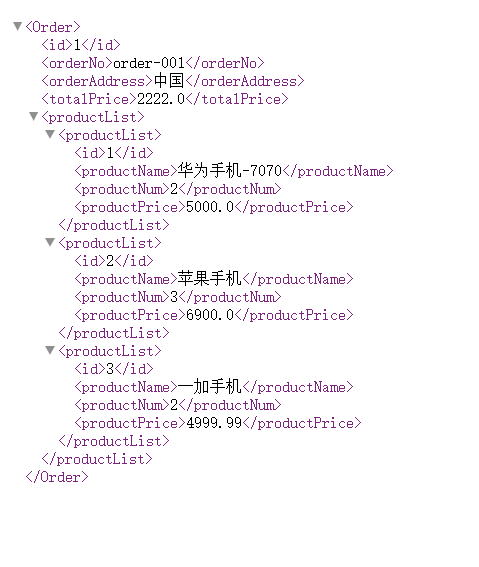 <Order>
<id>1</id>
<orderNo>order-001</orderNo>
<orderAddress>中国</orderAddress>
<totalPrice>2222.0</totalPrice>
<productList>
<productList>
<id>1</id>
<productName>华为手机-7070</productName>
<productNum>2</productNum>
<productPrice>5000.0</productPrice>
</productList>
<productList>
<id>2</id>
<productName>苹果手机</productName>
<productNum>3</productNum>
<productPrice>6900.0</productPrice>
</productList>
<productList>
<id>3</id>
<productName>一加手机</productName>
<productNum>2</productNum>
<productPrice>4999.99</productPrice>
</productList>
</productList>
</Order>